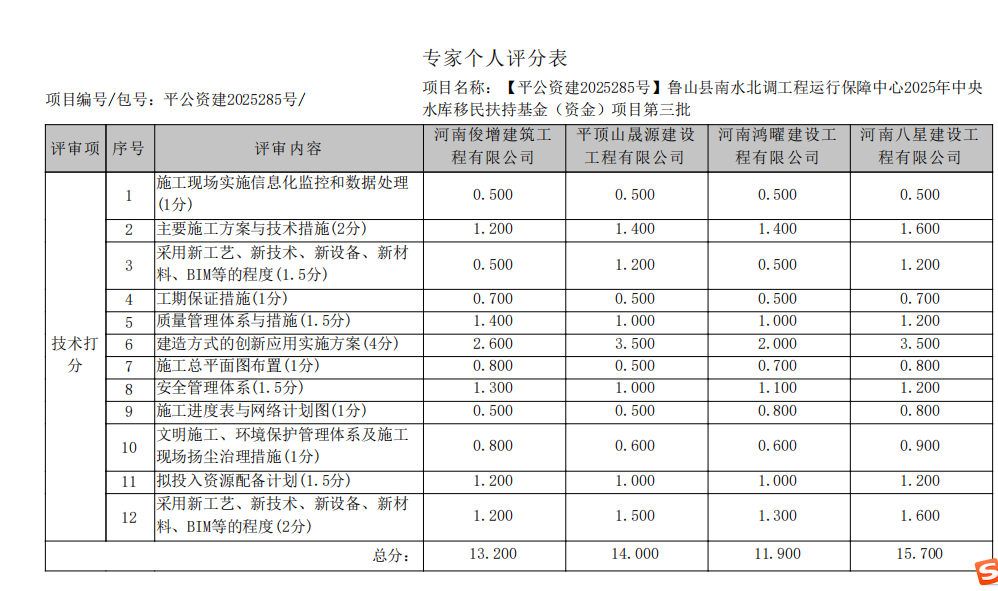 专家个人评分表
项目编号/包号：平公资建2025285号/
项目名称：【平公资建2025285号】鲁山县南水北调工程运行保障中心2025年中央
水库移民扶持基金（资金）项目第三批
评审项 序号 评审内容 河南俊增建筑工程有限公司 平顶山晟源建设工程有限公司 河南鸿曜建设工程有限公司 河南八星建设工程有限公司
技术打分
1 施工现场实施信息化监控和数据处理(1分) 0.500 0.500 0.500 0.500
2 主要施工方案与技术措施(2分) 1.200 1.400 1.400 1.600
3 采用新工艺、新技术、新设备、新材料、BIM等的程度(1.5分) 0.500 1.200 0.500 1.200
4 工期保证措施(1分) 0.700 0.500 0.500 0.700
5 质量管理体系与措施(1.5分) 1.400 1.000 1.000 1.200
6 建造方式的创新应用实施方案(4分) 2.600 3.500 2.000 3.500
7 施工总平面图布置(1分) 0.800 0.500 0.700 0.800
8 安全管理体系(1.5分) 1.300 1.000 1.100 1.200
9 施工进度表与网络计划图(1分) 0.500 0.500 0.800 0.800
10 文明施工、环境保护管理体系及施工现场扬尘治理措施(1分) 0.800 0.600 0.600 0.900
11 拟投入资源配备计划(1.5分) 1.200 1.000 1.000 1.200
12 采用新工艺、新技术、新设备、新材料、BIM等的程度(2分) 1.200 1.500 1.300 1.600
总分： 13.200 14.000 11.900 15.700